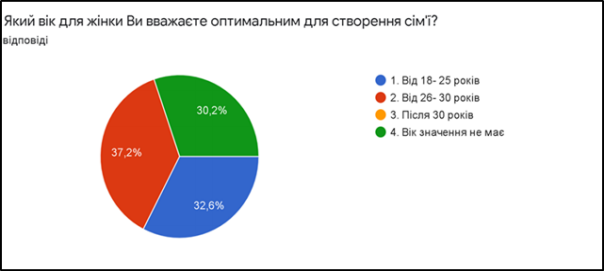 Який вік для жінки Ви вважаєте оптимальним для створення сім'ї?
відповіді
30,2%
37,2%
32,6%
1. Від 18- 25 років
2. Від 26- 30 років
3. Після 30 років
4. Вік значення не має